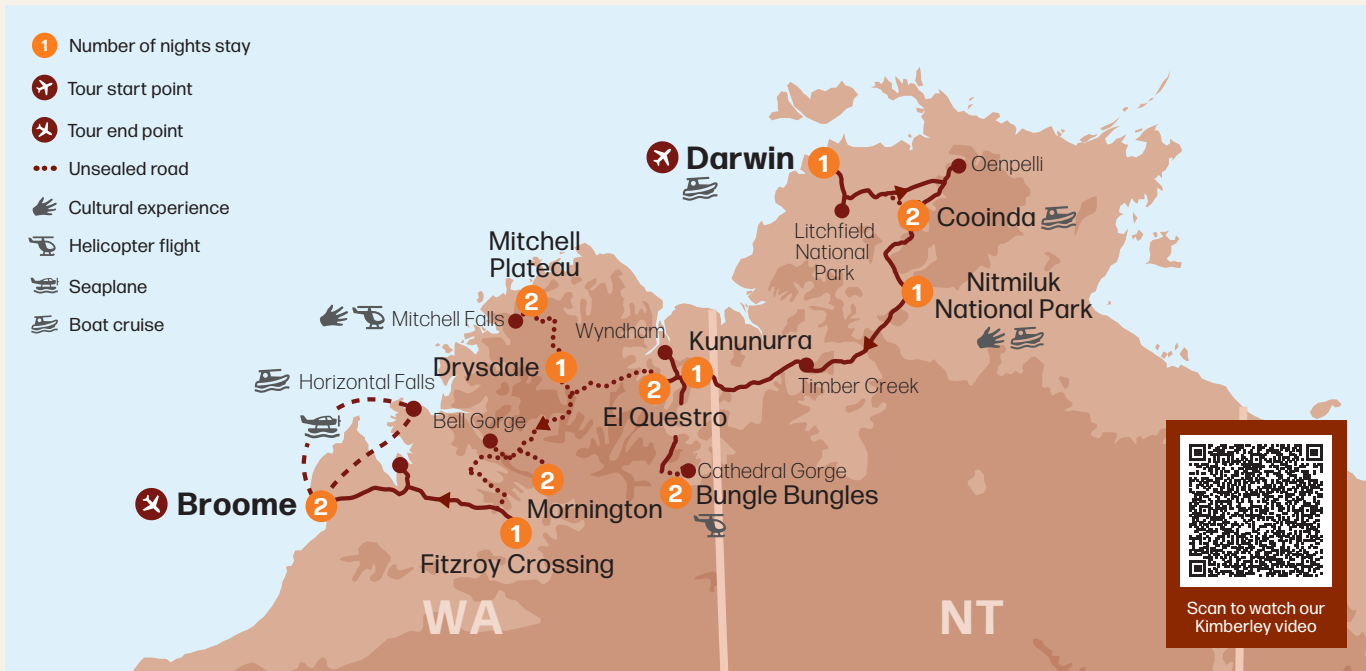 1 Number of nights stay
Tour start point
Tour end point
Unsealed road
Cultural experience
Helicopter flight
Seaplane
Boat cruise
Darwin 1
Oenpelli
2 Cooinda
Litchfield
National
Park
1 Nitmiluk
National Park
Mitchell
Plateau
2
Mitchell Falls
Wyndham
Kununurra
1
Timber Creek
Drysdale 1
2
El Questro
Horizontal Falls
Bell Gorge
Cathedral Gorge
2 Bungle Bungles
2
Mornington
Broome 2
1
Fitzroy Crossing
WA
NT
Scan to watch our
Kimberley video